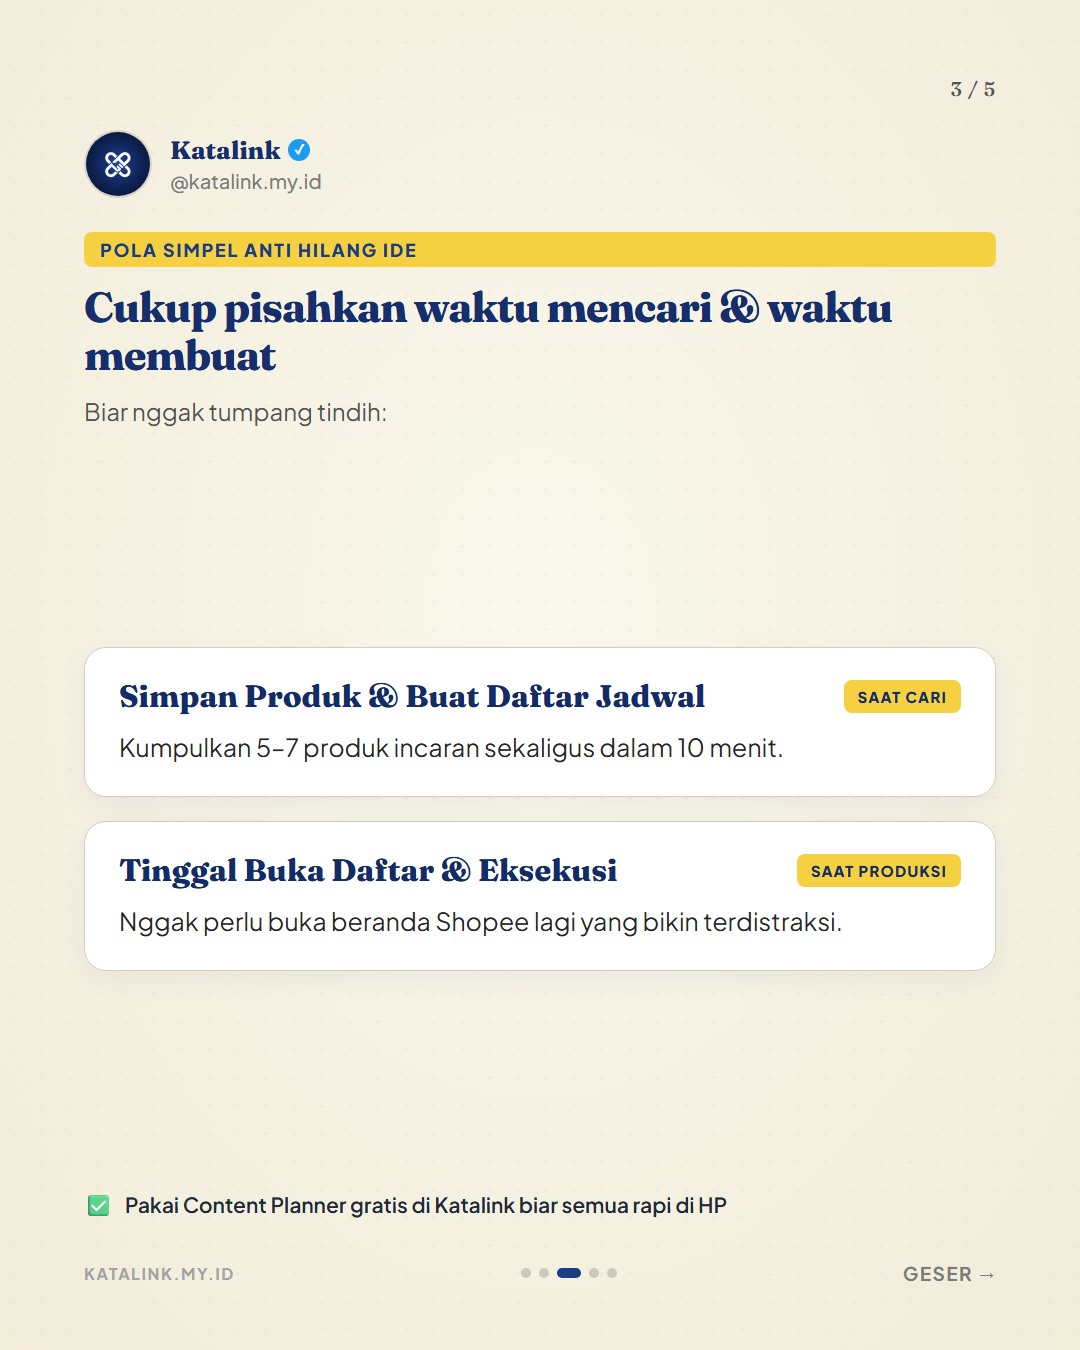 3 / 5
Katalink
@katalink.my.id
POLA SIMPEL ANTI HILANG IDE
Cukup pisahkan waktu mencari & waktu
membuat
Biar nggak tumpang tindih:
Simpan Produk & Buat Daftar Jadwal
SAAT CARI
Kumpulkan 5–7 produk incaran sekaligus dalam 10 menit.
Tinggal Buka Daftar & Eksekusi
SAAT PRODUKSI
Nggak perlu buka beranda Shopee lagi yang bikin terdistraksi.
✅ Pakai Content Planner gratis di Katalink biar semua rapi di HP
KATALINK.MY.ID
GESER →